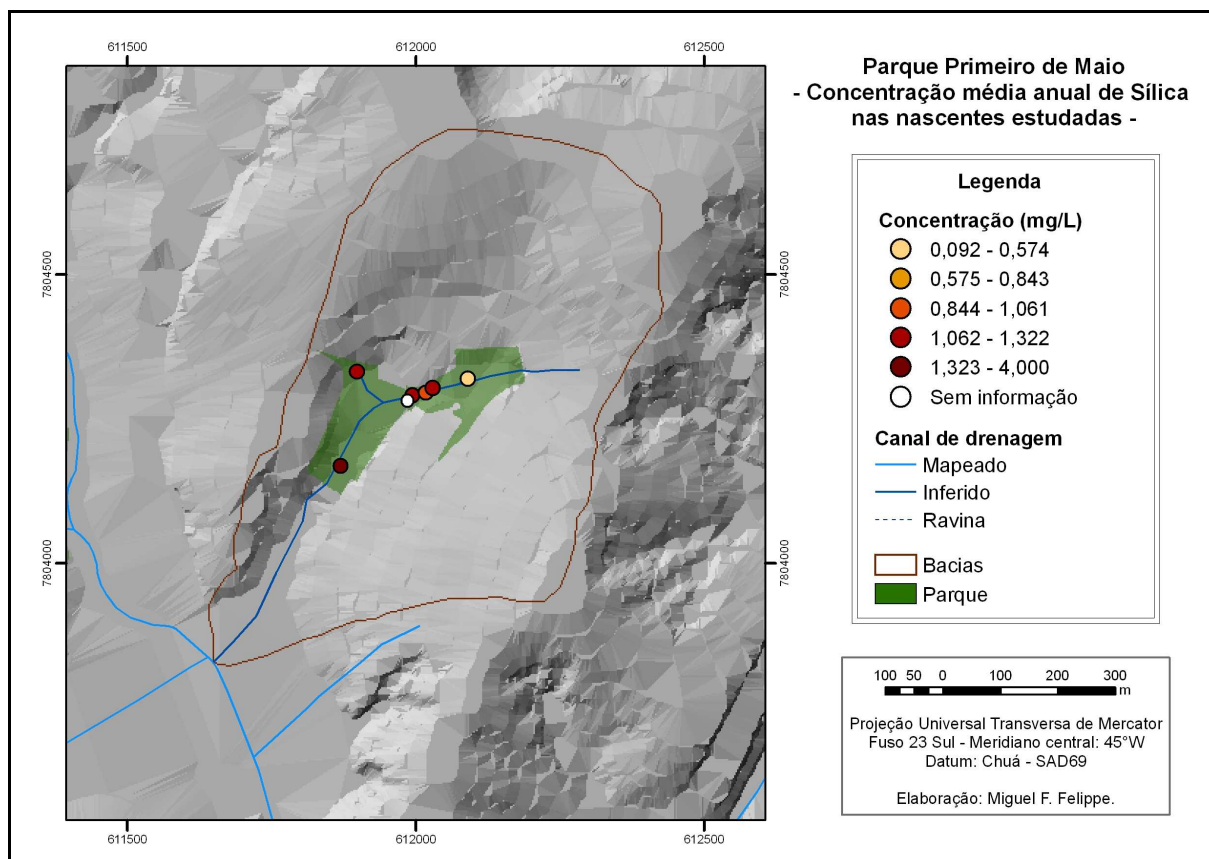 611500
612000
612500
7804500
7804000
7804500
7804000
611500
612000
612500
Parque Primeiro de Maio
- Concentração média anual de Sílica
nas nascentes estudadas -
Legenda
Concentração (mg/L)
0,092 - 0,574
0,575 - 0,843
0,844 - 1,061
1,062 - 1,322
1,323 - 4,000
Sem informação
Canal de drenagem
Mapeado
Inferido
Ravina
Bacias
Parque
100 50 0 100 200 300
m
Projeção Universal Transversa de Mercator
Fuso 23 Sul - Meridiano central: 45°W
Datum: Chuá - SAD69
Elaboração: Miguel F. Felippe.